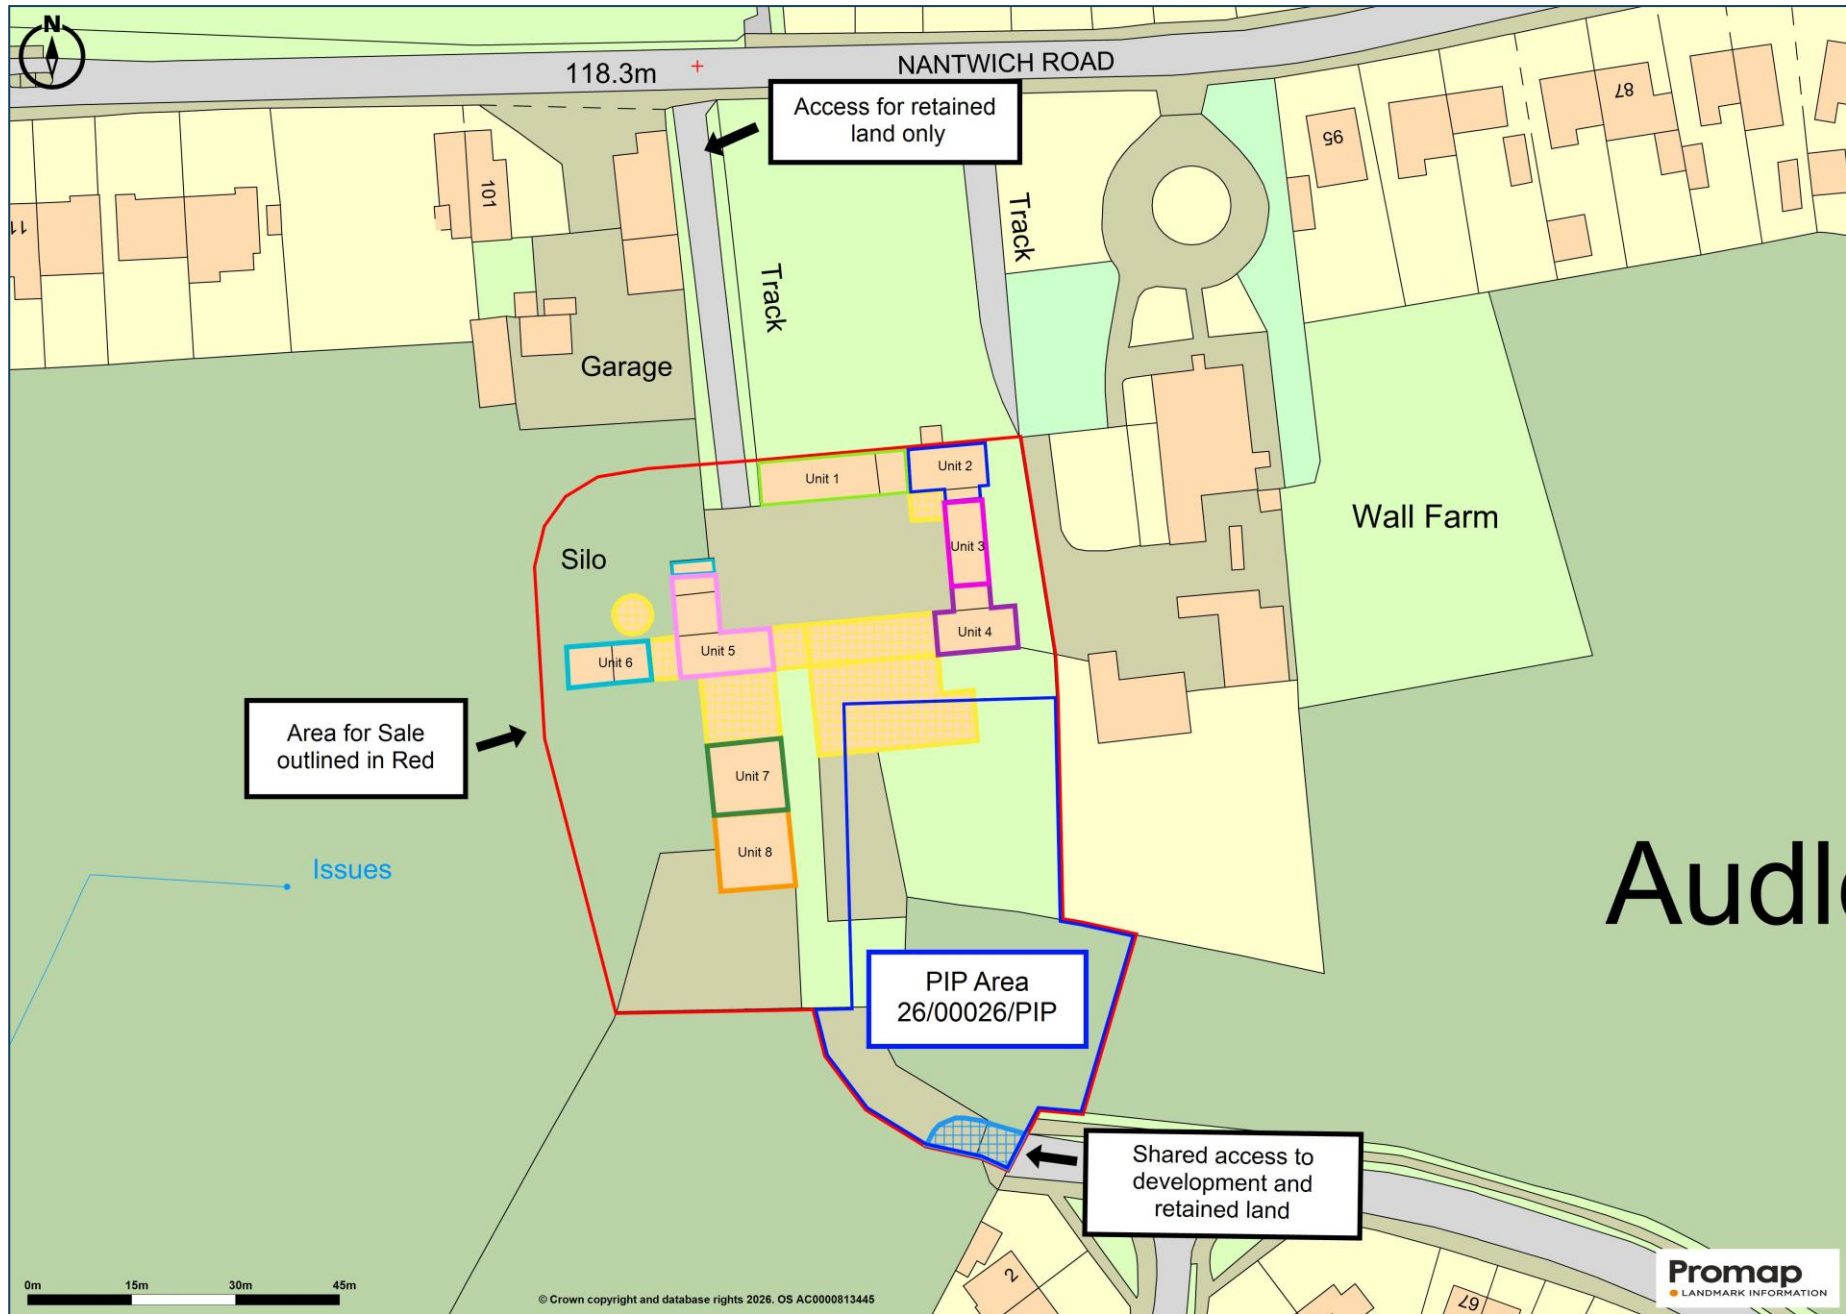 N
118.3m
NANTWICH ROAD
Access for retained
land only
87
95
101
11
Track
Track
Garage
Unit 1
Unit 2
Wall Farm
Unit 3
Silo
Unit 4
Unit 5
Unit 6
Area for Sale
outlined in Red
Unit 7
Unit 8
Issues
Audl
PIP Area
26/00026/PIP
Shared access to
development and
retained land
2
67
0m 15m 30m 45m
© Crown copyright and database rights 2026. OS AC0000813445
Promap
LANDMARK INFORMATION